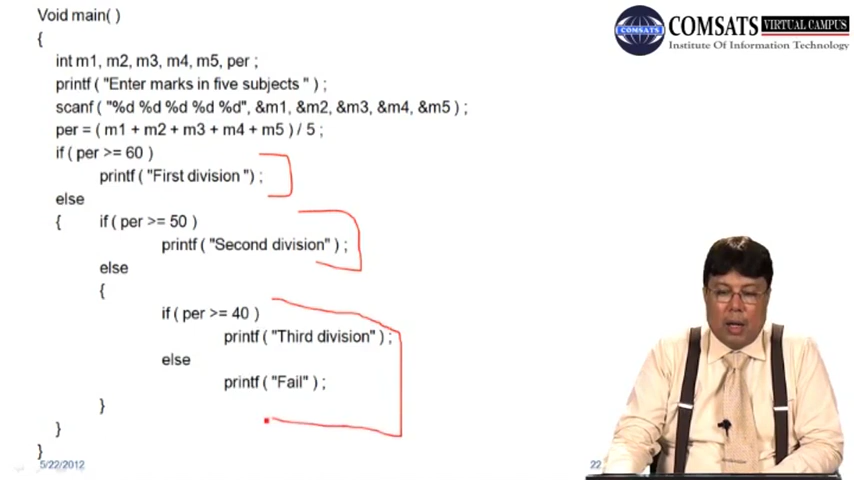 Void main( )
{
int m1, m2, m3, m4, m5, per ;
printf ( "Enter marks in five subjects " ) ;
scanf ( "%d %d %d %d %d", &m1, &m2, &m3, &m4, &m5 ) ;
per = ( m1 + m2 + m3 + m4 + m5 ) / 5 ;
if ( per >= 60 )
printf ( "First division ") ;
else
{ if ( per >= 50 )
printf ( "Second division" ) ;
else
{
if ( per >= 40 )
printf ( "Third division" ) ;
else
printf ( "Fail" ) ;
}
}
}
5/22/2012
22
COMSATS
COMSATS VIRTUAL CAMPUS
Institute Of Information Technology